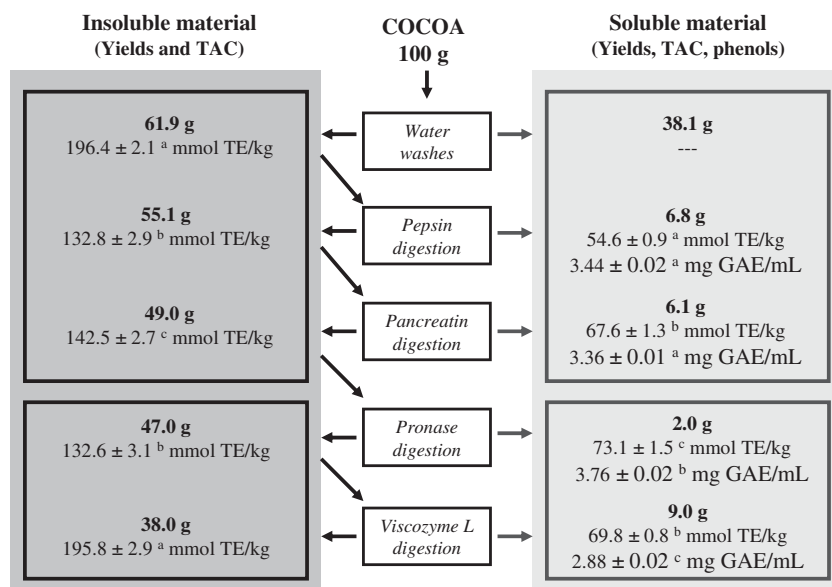 Insoluble material
(Yields and TAC)
COCOA
100 g
Soluble material
(Yields, TAC, phenols)
61.9 g
196.4 ± 2.1 ᵃ mmol TE/kg
Water
washes
38.1 g
---
55.1 g
132.8 ± 2.9 ᵇ mmol TE/kg
Pepsin
digestion
6.8 g
54.6 ± 0.9 ᵃ mmol TE/kg
3.44 ± 0.02 ᵃ mg GAE/mL
49.0 g
142.5 ± 2.7 ᶜ mmol TE/kg
Pancreatin
digestion
6.1 g
67.6 ± 1.3 ᵇ mmol TE/kg
3.36 ± 0.01 ᵃ mg GAE/mL
47.0 g
132.6 ± 3.1 ᵇ mmol TE/kg
Pronase
digestion
2.0 g
73.1 ± 1.5 ᶜ mmol TE/kg
3.76 ± 0.02 ᵇ mg GAE/mL
38.0 g
195.8 ± 2.9 ᵃ mmol TE/kg
Viscozyme L
digestion
9.0 g
69.8 ± 0.8 ᵇ mmol TE/kg
2.88 ± 0.02 ᶜ mg GAE/mL